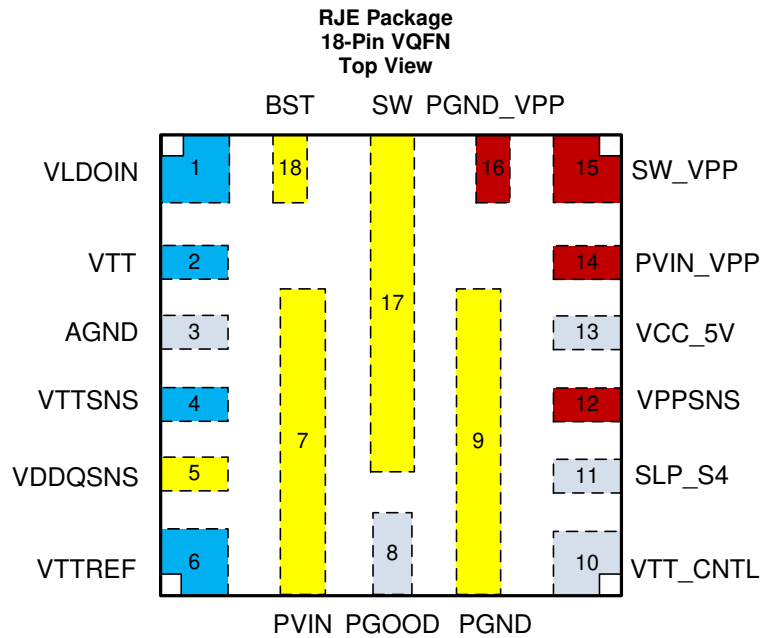 RJE Package
18-Pin VQFN
Top View
BST SW PGND_VPP
VLDOIN 1 18 16 15 SW_VPP
VTT 2 14 PVIN_VPP
17
AGND 3 13 VCC_5V
VTTSNS 4 12 VPPSNS
7 9
VDDQSNS 5 11 SLP_S4
8
VTTREF 6 10 VTT_CNTL
PVIN PGOOD PGND